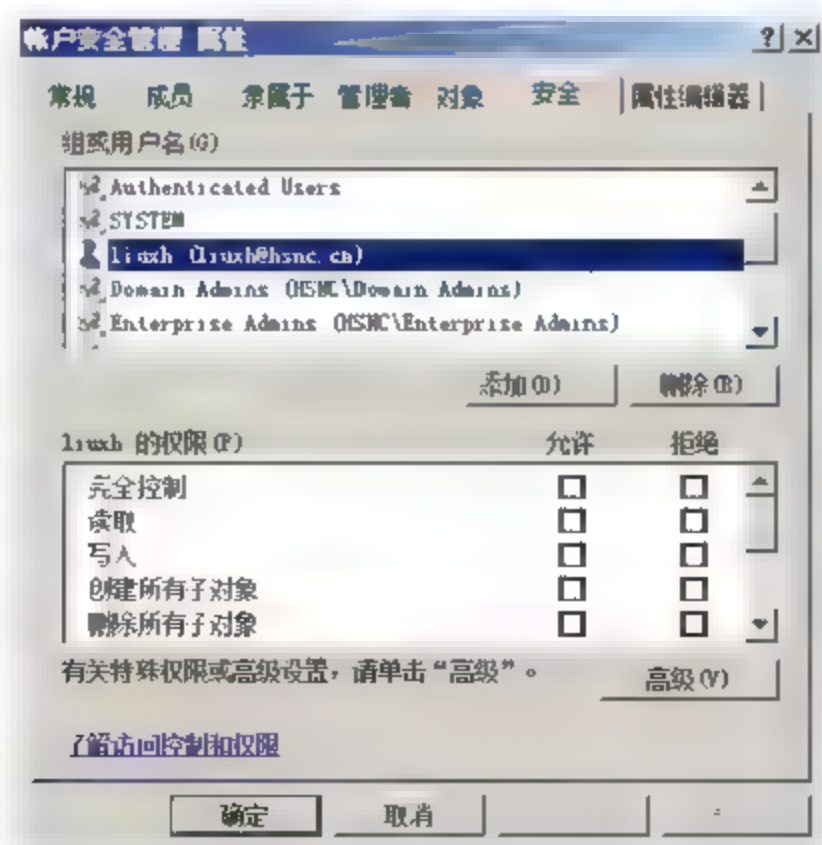 帐户安全管理 属性
常规 成员 隶属于 管理者 对象 安全 属性编辑器
组或用户名(G)
Authenticated Users
SYSTEM
liuxh (liuxh@hsnc.cn)
Domain Admins (HSNC\Domain Admins)
Enterprise Admins (HSNC\Enterprise Admins)
添加(D) 删除(R)
liuxh 的权限(P) 允许 拒绝
完全控制
读取
写入
创建所有子对象
删除所有子对象
有关特殊权限或高级设置，请单击“高级”。 高级(V)
了解访问控制和权限
确定 取消